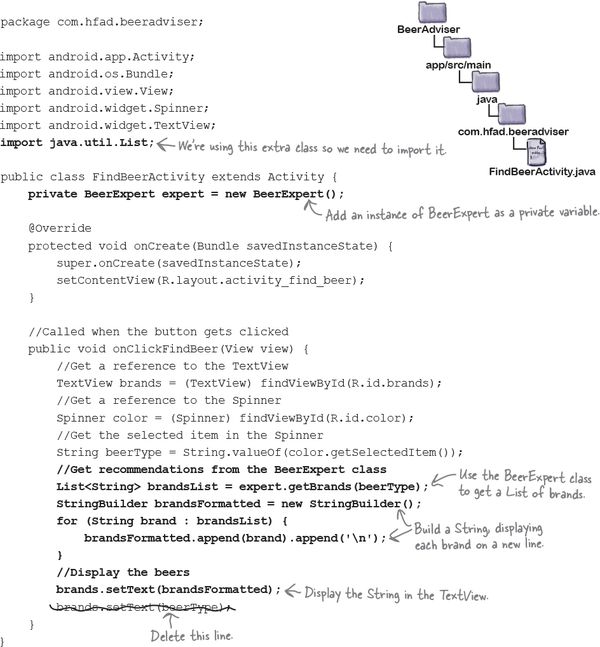 package com.hfad.beeradviser;
BeerAdviser
import android.app.Activity;
import android.os.Bundle;
app/src/main
import android.view.View;
import android.widget.Spinner;
java
import android.widget.TextView;
import java.util.List;
We're using this extra class so we need to import it
com.hfad.beeradviser
FindBeerActivity.java
public class FindBeerActivity extends Activity {
private BeerExpert expert = new BeerExpert();
Add an instance of BeerExpert as a private variable.
@Override
protected void onCreate(Bundle savedInstanceState) {
super.onCreate(savedInstanceState);
setContentView(R.layout.activity_find_beer);
}
//Called when the button gets clicked
public void onClickFindBeer(View view) {
//Get a reference to the TextView
TextView brands = (TextView) findViewById(R.id.brands);
//Get a reference to the Spinner
Spinner color = (Spinner) findViewById(R.id.color);
//Get the selected item in the Spinner
String beerType = String.valueOf(color.getSelectedItem());
//Get recommendations from the BeerExpert class
List<String> brandsList = expert.getBrands(beerType);
Use the BeerExpert class
to get a List of brands.
StringBuilder brandsFormatted = new StringBuilder();
for (String brand : brandsList) {
brandsFormatted.append(brand).append('\n');
Build a String, displaying
each brand on a new line.
}
//Display the beers
brands.setText(brandsFormatted);
Display the String in the TextView.
brands.setText(beerType);
Delete this line.
}
}